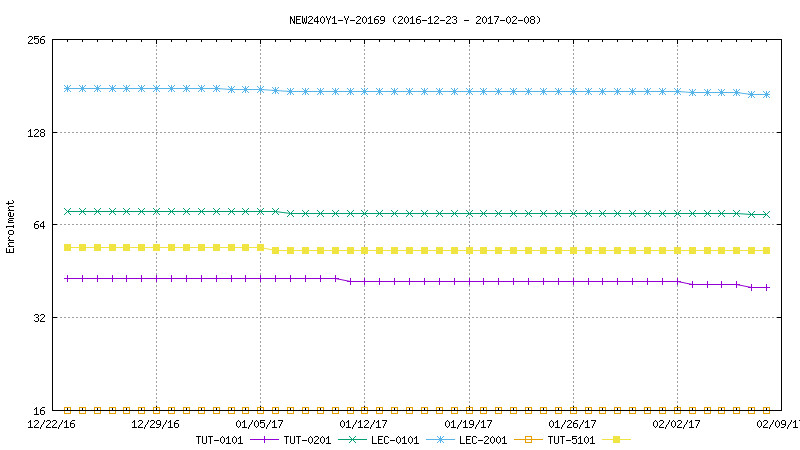 NEW240Y1-Y-20169 (2016-12-23 - 2017-02-08)
256
128
64
32
16
Enrolment
12/22/16 12/29/16 01/05/17 01/12/17 01/19/17 01/26/17 02/02/17 02/09/1
TUT-0101 TUT-0201 LEC-0101 LEC-2001 TUT-5101